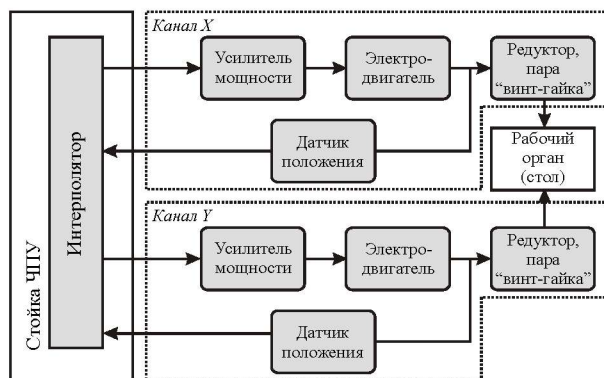 Стойка ЧПУ
Интерполятор
Канал X
Усилитель
мощности
Электро-
двигатель
Редуктор,
пара
“винт-гайка”
Датчик
положения
Рабочий
орган
(стол)
Канал Y
Усилитель
мощности
Электро-
двигатель
Редуктор,
пара
“винт-гайка”
Датчик
положения